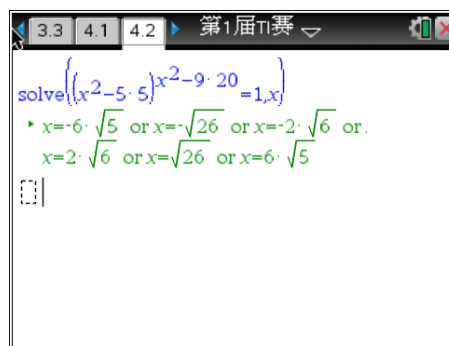 3.3 4.1 4.2 第1届TI赛
solve((x²-5·5)^(x²-9·20)=1,x)
x=-6·√5 or x=-√26 or x=-2·√6 or.
x=2·√6 or x=√26 or x=6·√5